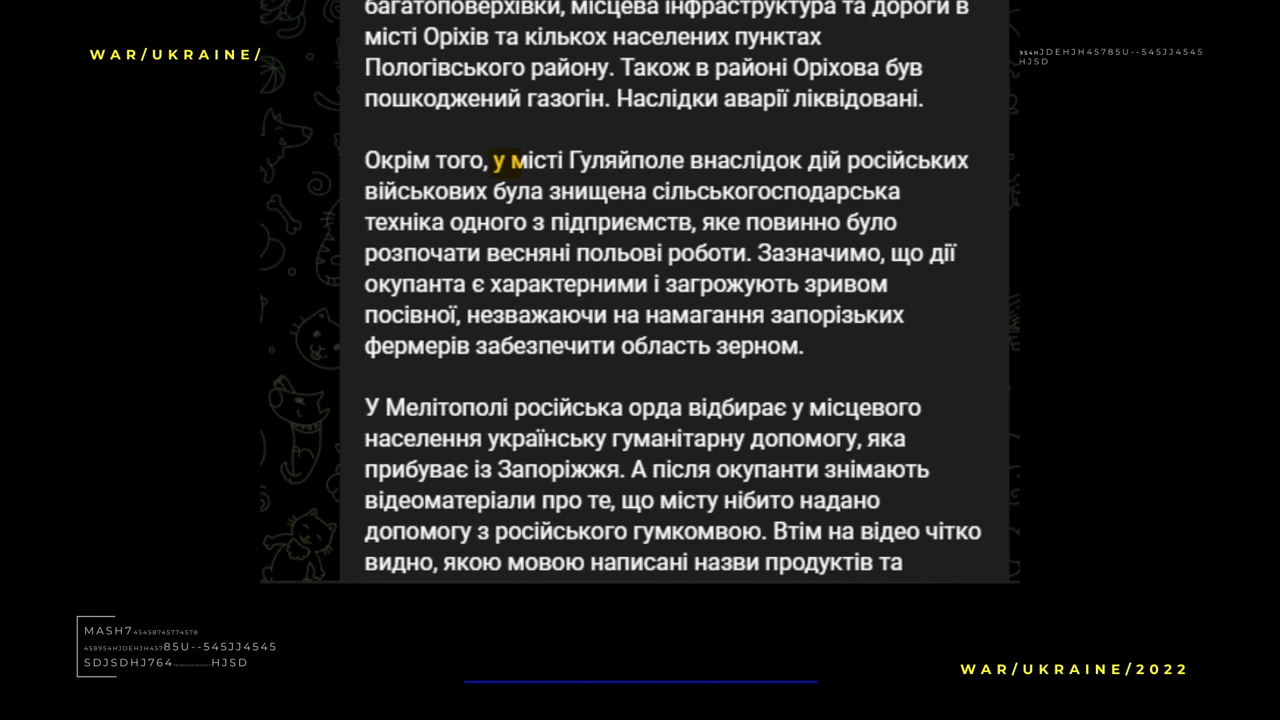 WAR/UKRAINE/
954HJDEHJH45785U--545JJ4545
HJSD
багатоповерхівки, місцева інфраструктура та дороги в
місті Оріхів та кількох населених пунктах
Пологівського району. Також в районі Оріхова був
пошкоджений газогін. Наслідки аварії ліквідовані.
Окрім того, у місті Гуляйполе внаслідок дій російських
військових була знищена сільськогосподарська
техніка одного з підприємств, яке повинно було
розпочати весняні польові роботи. Зазначимо, що дії
окупанта є характерними і загрожують зривом
посівної, незважаючи на намагання запорізьких
фермерів забезпечити область зерном.
У Мелітополі російська орда відбирає у місцевого
населення українську гуманітарну допомогу, яка
прибуває із Запоріжжя. А після окупанти знімають
відеоматеріали про те, що місту нібито надано
допомогу з російського гумкомвою. Втім на відео чітко
видно, якою мовою написані назви продуктів та
MASH745458745774578
458954HJDEHJH45785U--545JJ4545
SDJSDHJ764 HJSD
WAR/UKRAINE/2022